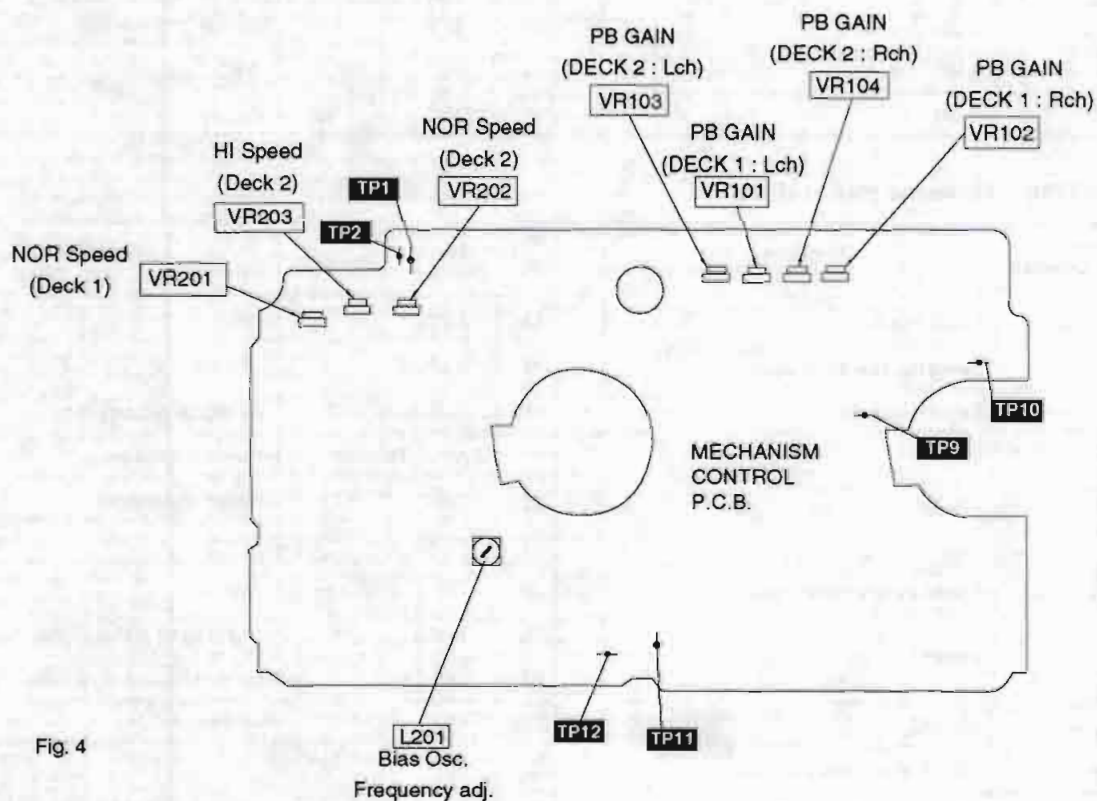 PB GAIN
(DECK 2 : Lch)
VR103
PB GAIN
(DECK 2 : Rch)
VR104
PB GAIN
(DECK 1 : Rch)
VR102
PB GAIN
(DECK 1 : Lch)
VR101
NOR Speed
(Deck 2)
VR202
HI Speed
(Deck 2)
VR203
TP1
TP2
NOR Speed
(Deck 1)
VR201
TP10
TP9
MECHANISM
CONTROL
P.C.B.
TP12
TP11
L201
Bias Osc.
Frequency adj.
Fig. 4